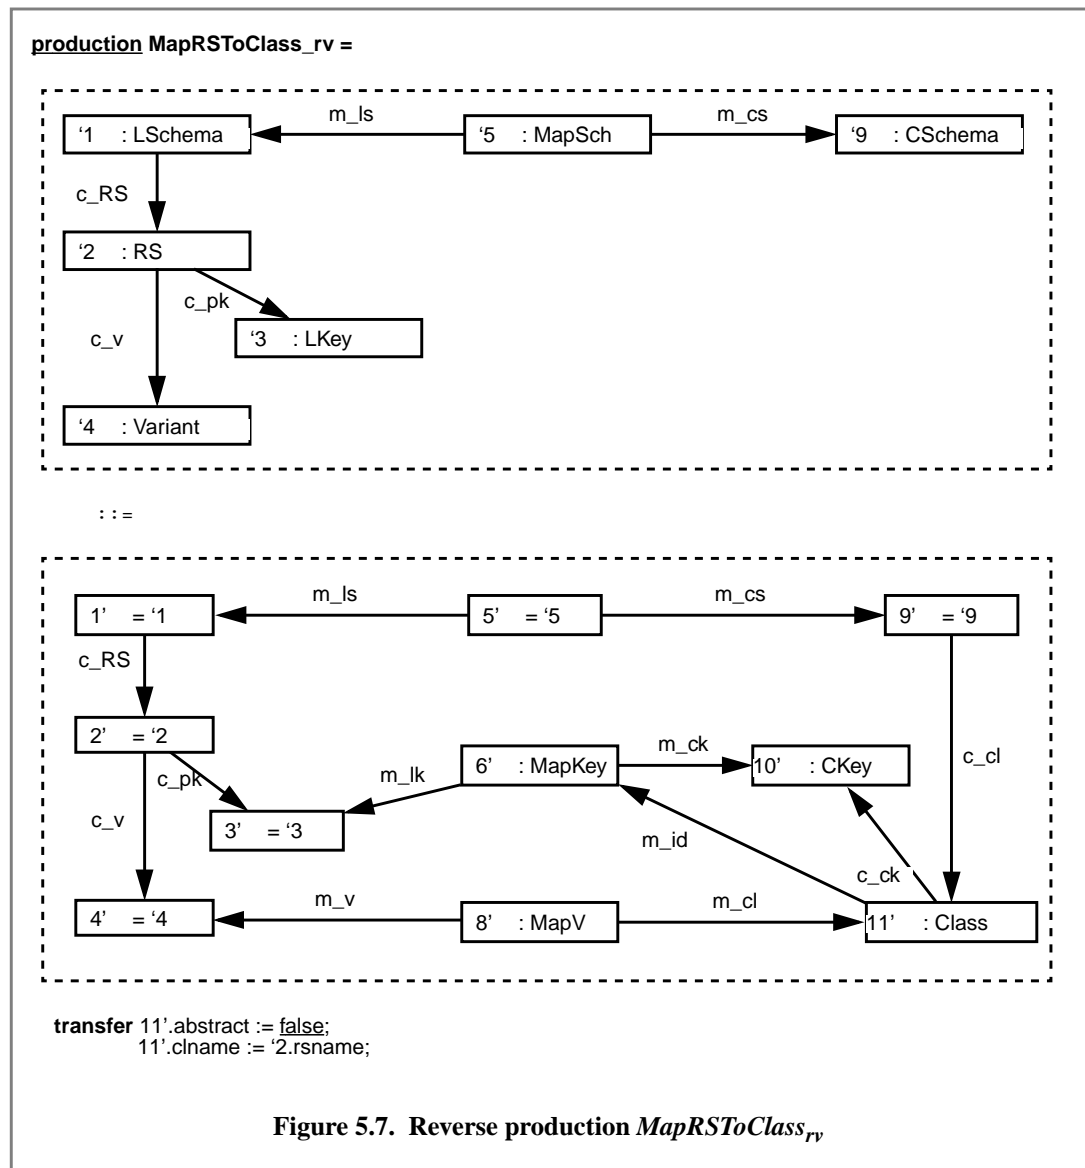 production MapRSToClass_rv =
m_ls
m_cs
‘1 : LSchema
‘5 : MapSch
‘9 : CSchema
c_RS
‘2 : RS
c_pk
c_v
‘3 : LKey
‘4 : Variant
::=
m_ls
m_cs
1’ = ‘1
5’ = ‘5
9’ = ‘9
c_RS
2’ = ‘2
m_ck
c_cl
6’ : MapKey
10’ : CKey
c_pk
m_lk
c_v
3’ = ‘3
m_id
c_ck
m_v
m_cl
4’ = ‘4
8’ : MapV
11’ : Class
transfer 11’.abstract := false;
11’.clname := ‘2.rsname;
Figure 5.7. Reverse production MapRSToClassrv